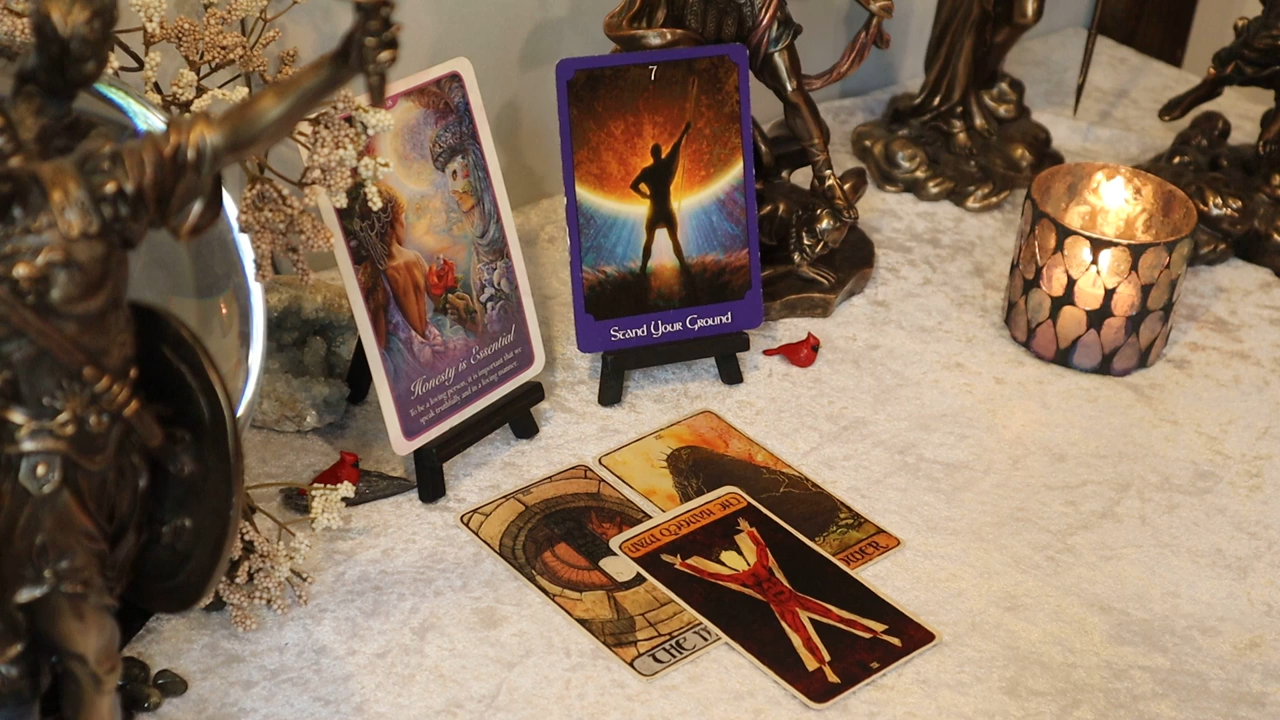 Honesty is Essential
To be a loving person, it is important that we
speak truthfully and in a loving manner.
7
Stand Your Ground
THE HANGED MAN
THE